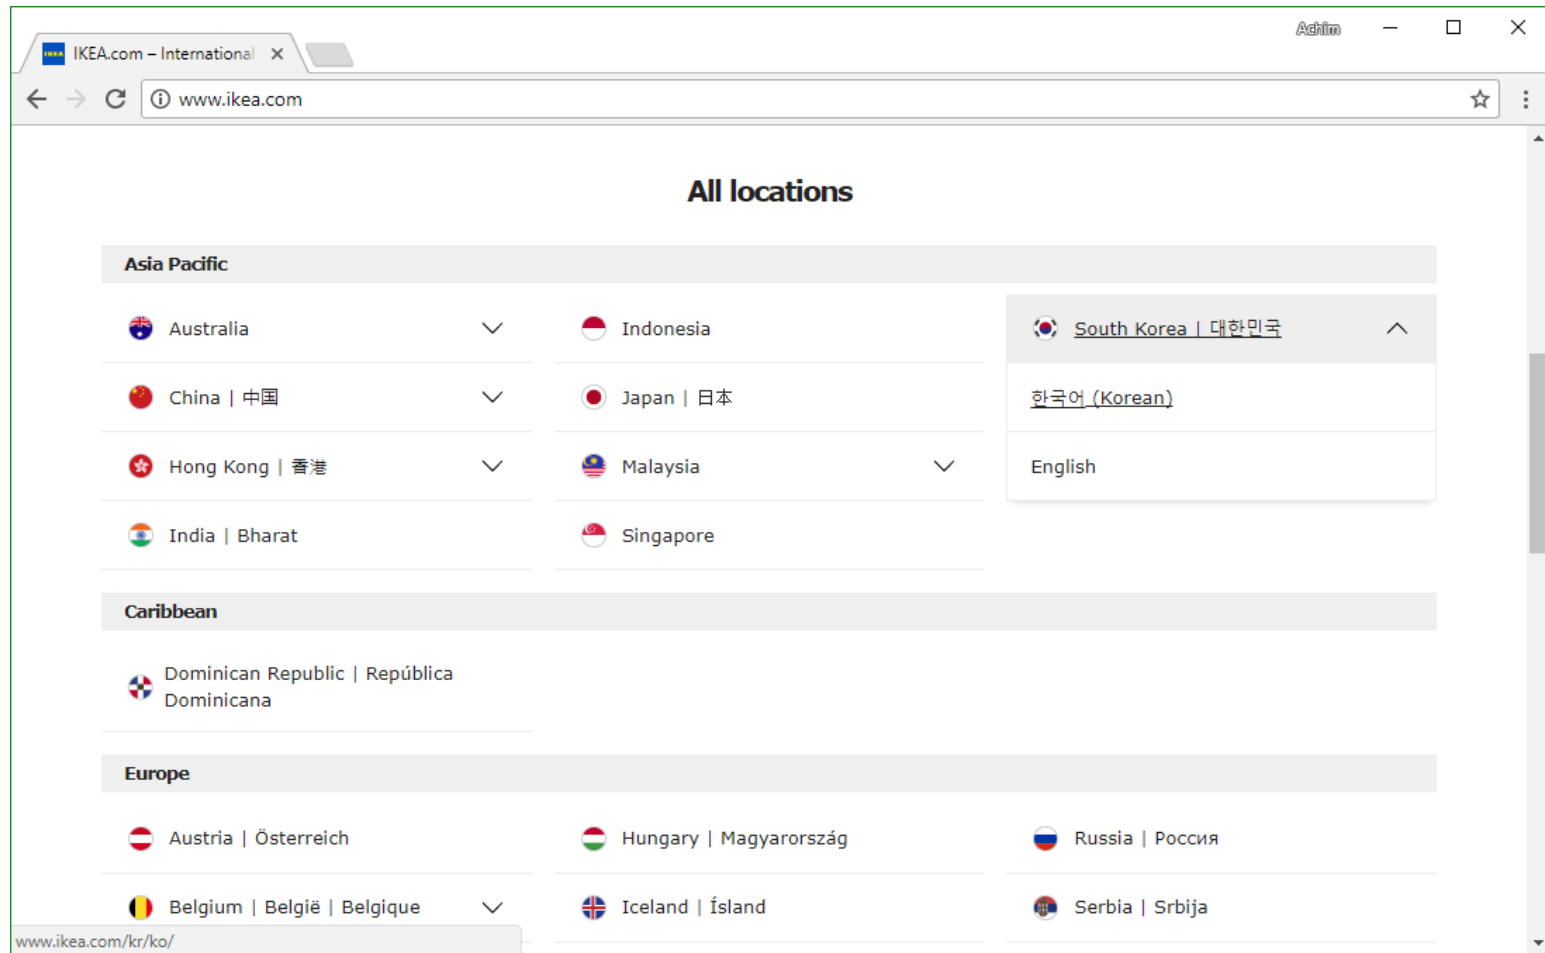 Achim
IKEA.com – International
www.ikea.com
All locations
Asia Pacific
Australia
Indonesia
South Korea | 대한민국
China | 中国
Japan | 日本
한국어 (Korean)
Hong Kong | 香港
Malaysia
English
India | Bharat
Singapore
Caribbean
Dominican Republic | República
Dominicana
Europe
Austria | Österreich
Hungary | Magyarország
Russia | Россия
Belgium | België | Belgique
Iceland | Ísland
Serbia | Srbija
www.ikea.com/kr/ko/